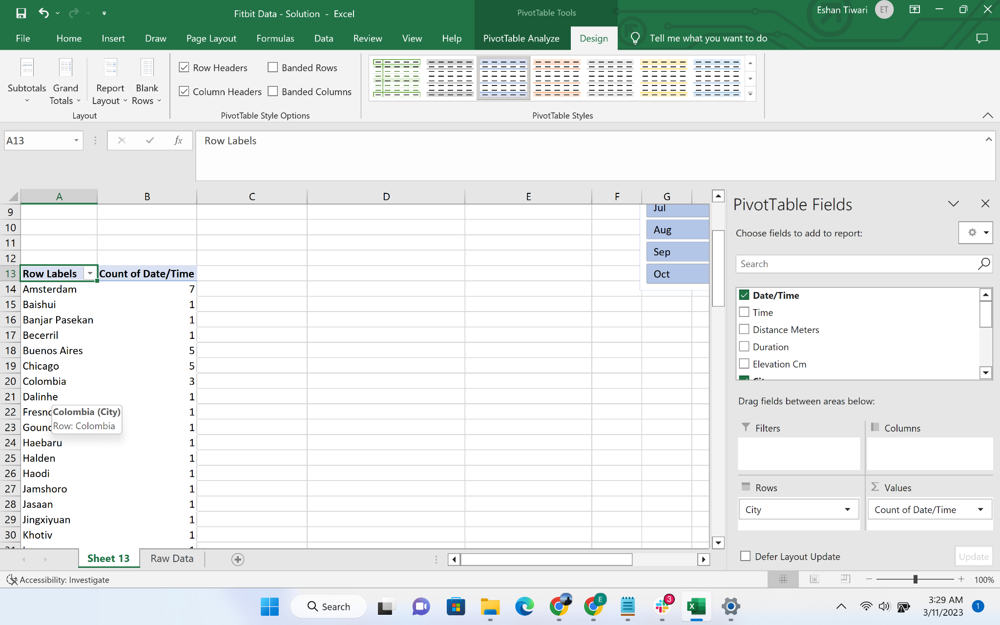 Fitbit Data - Solution - Excel
PivotTable Tools
Eshan Tiwari
ET
File
Home
Insert
Draw
Page Layout
Formulas
Data
Review
View
Help
PivotTable Analyze
Design
Tell me what you want to do
Subtotals
Grand
Totals
Report
Layout
Blank
Rows
Layout
Row Headers
Banded Rows
Column Headers
Banded Columns
PivotTable Style Options
PivotTable Styles
A13
fx
Row Labels
A B C D E F G
9 Jul
10 Aug
11 Sep
12
13 Row Labels Count of Date/Time Oct
14 Amsterdam 7
15 Baishui 1
16 Banjar Pasekan 1
17 Becerril 1
18 Buenos Aires 5
19 Chicago 5
20 Colombia 3
21 Dalinhe 1
22 Fresno 1
Colombia (City)
23 Gound 1
Row: Colombia
24 Haebaru 1
25 Halden 1
26 Haodi 1
27 Jamshoro 1
28 Jasaan 1
29 Jingxiyuan 1
30 Khotiv 1
PivotTable Fields
Choose fields to add to report:
Search
Date/Time
Time
Distance Meters
Duration
Elevation Cm
City
Drag fields between areas below:
Filters
Columns
Rows
Σ Values
City
Count of Date/Time
Defer Layout Update
Update
Sheet 13
Raw Data
Accessibility: Investigate
100%
Search
E
3
3:29 AM
3/11/2023
1